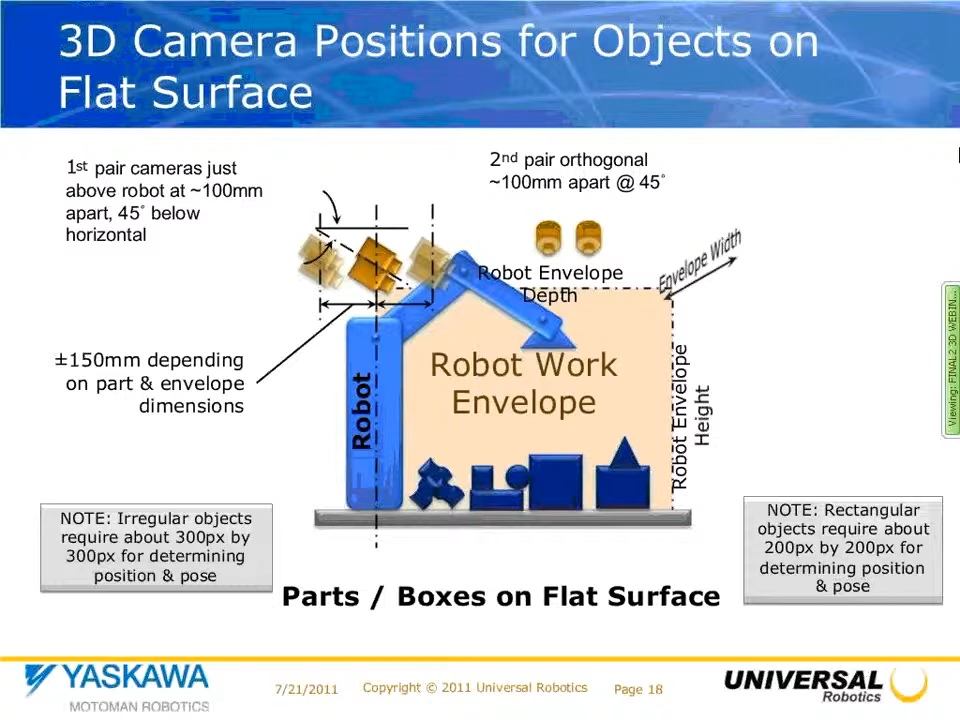 3D Camera Positions for Objects on
Flat Surface
1st pair cameras just
above robot at ~100mm
apart, 45° below
horizontal
2nd pair orthogonal
~100mm apart @ 45°
Robot Envelope
Depth
Envelope Width
±150mm depending
on part & envelope
dimensions
Robot
Robot Work
Envelope
Robot Envelope
Height
Viewing: FINAL2 3D WEBIN...
NOTE: Irregular objects
require about 300px by
300px for determining
position & pose
NOTE: Rectangular
objects require about
200px by 200px for
determining position
& pose
Parts / Boxes on Flat Surface
YASKAWA
MOTOMAN ROBOTICS
7/21/2011
Copyright © 2011 Universal Robotics
Page 18
UNIVERSAL
Robotics